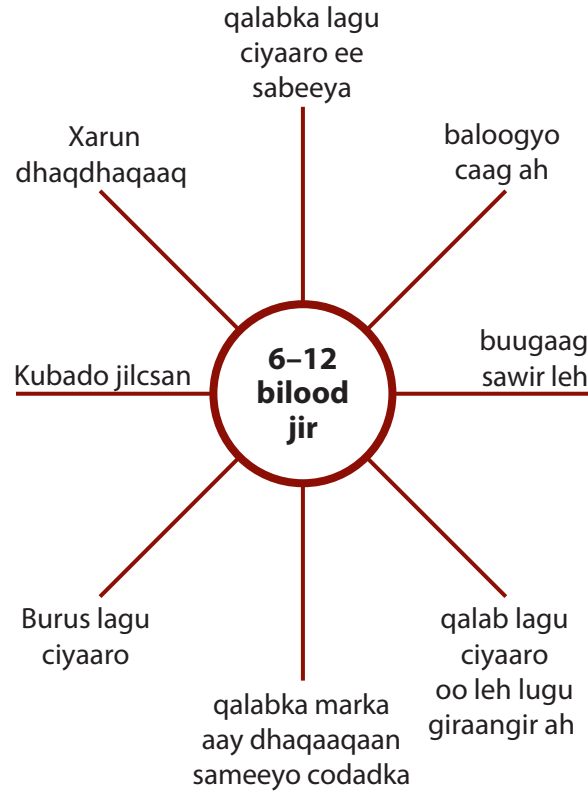 qalabka lagu
ciyaaro ee
sabeeya
Xarun
dhaqdhaqaaq
baloogyo
caag ah
Kubado jilcsan
6–12
bilood
jir
buugaag
sawir leh
Burus lagu
ciyaaro
qalabka marka
aay dhaqaaqaan
sameeyo codadka
qalab lagu
ciyaaro
oo leh lugu
giraangir ah